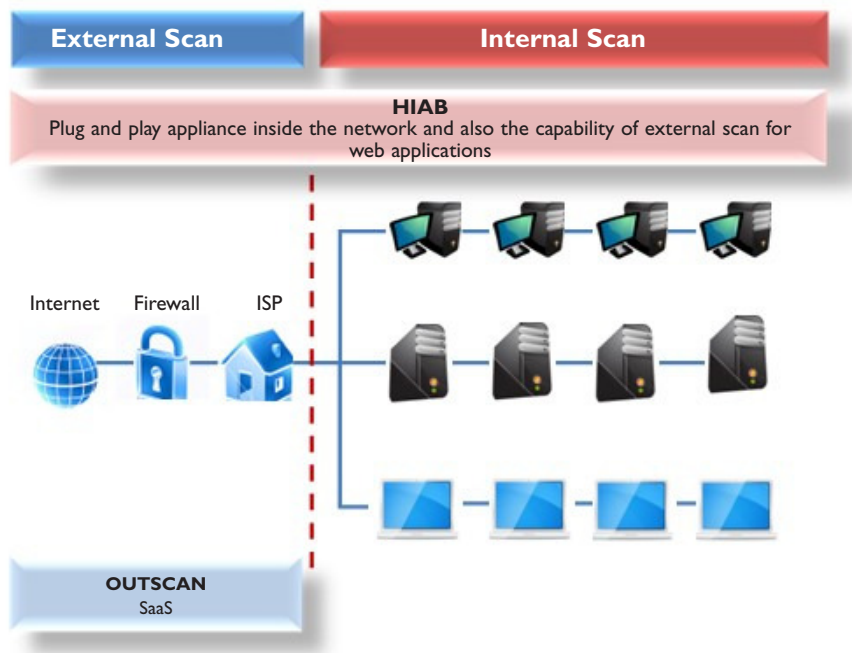 External Scan
Internal Scan
HIAB
Plug and play appliance inside the network and also the capability of external scan for
web applications
Internet
Firewall
ISP
OUTSCAN
SaaS